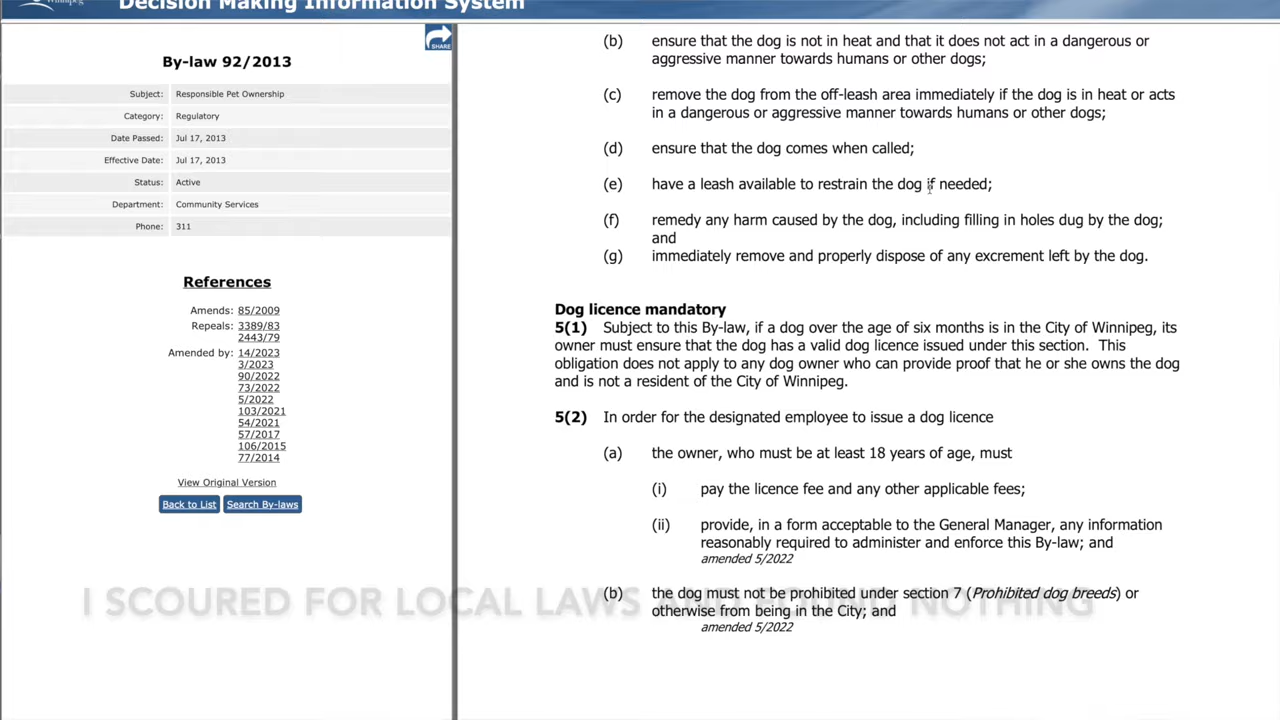 Winnipeg
Decision Making Information System
SHARE
By-law 92/2013
Subject: Responsible Pet Ownership
Category: Regulatory
Date Passed: Jul 17, 2013
Effective Date: Jul 17, 2013
Status: Active
Department: Community Services
Phone: 311
References
Amends: 85/2009
Repeals: 3389/83
2443/79
Amended by: 14/2023
3/2023
90/2022
73/2022
5/2022
103/2021
54/2021
57/2017
106/2015
77/2014
View Original Version
Back to List Search By-laws
(b) ensure that the dog is not in heat and that it does not act in a dangerous or
aggressive manner towards humans or other dogs;
(c) remove the dog from the off-leash area immediately if the dog is in heat or acts
in a dangerous or aggressive manner towards humans or other dogs;
(d) ensure that the dog comes when called;
(e) have a leash available to restrain the dog if needed;
(f) remedy any harm caused by the dog, including filling in holes dug by the dog;
and
(g) immediately remove and properly dispose of any excrement left by the dog.
Dog licence mandatory
5(1) Subject to this By-law, if a dog over the age of six months is in the City of Winnipeg, its
owner must ensure that the dog has a valid dog licence issued under this section. This
obligation does not apply to any dog owner who can provide proof that he or she owns the dog
and is not a resident of the City of Winnipeg.
5(2) In order for the designated employee to issue a dog licence
(a) the owner, who must be at least 18 years of age, must
(i) pay the licence fee and any other applicable fees;
(ii) provide, in a form acceptable to the General Manager, any information
reasonably required to administer and enforce this By-law; and
amended 5/2022
(b) the dog must not be prohibited under section 7 (Prohibited dog breeds) or
otherwise from being in the City; and
amended 5/2022
I SCOURED FOR LOCAL LAWS AND FOUND NOTHING